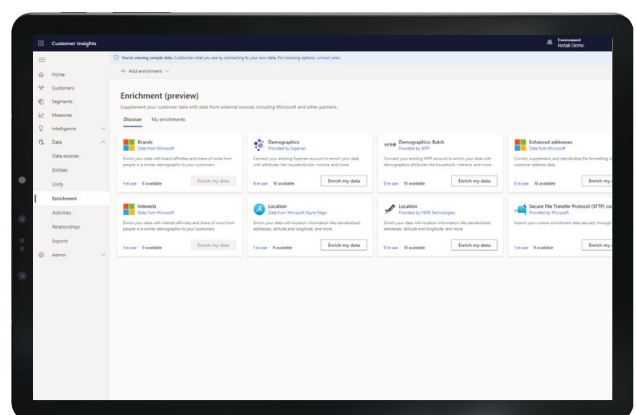 Customer Insights
Environment
Retail Demo
You're viewing sample data. Customize what you see by connecting to your own data. For licensing options, contact sales.
+ Add enrichment
Home
Customers
Segments
Measures
Intelligence
Data
Data sources
Entities
Unify
Enrichment
Activities
Relationships
Exports
Admin
Enrichment (preview)
Supplement your customer data with data from external sources including Microsoft and other partners.
Discover My enrichments
Brands
Data from Microsoft
Enrich your data with brand affinities and share of voice from
people in a similar demographic to your customers.
1 in use 0 available Enrich my data
Demographics
Provided by Experian
Connect your existing Experian account to enrich your data
with attributes like household size, income, and more.
0 in use 10 available Enrich my data
WPP
Demographics: Batch
Provided by WPP
Connect your existing WPP account to enrich your data with
demographics attributes like household, interests, and more.
0 in use 10 available Enrich my data
Enhanced addresses
Data from Microsoft
Correct, supplement, and standardize the formatting
customer address data.
0 in use 10 available Enrich my
Interests
Data from Microsoft
Enrich your data with interest affinities and share of voice from
people in a similar demographic to your customers.
1 in use 0 available Enrich my data
Location
Data from Microsoft Azure Maps
Enrich your data with location information like standardized
addresses, latitude and longitude, and more.
1 in use 9 available Enrich my data
Location
Provided by HERE Technologies
Enrich your data with location information like standardized
addresses, latitude and longitude, and more.
0 in use 10 available Enrich my data
Secure File Transfer Protocol (SFTP) cu
Provided by Microsoft
Import your custom enrichment data securely through
1 in use 9 available Enrich my